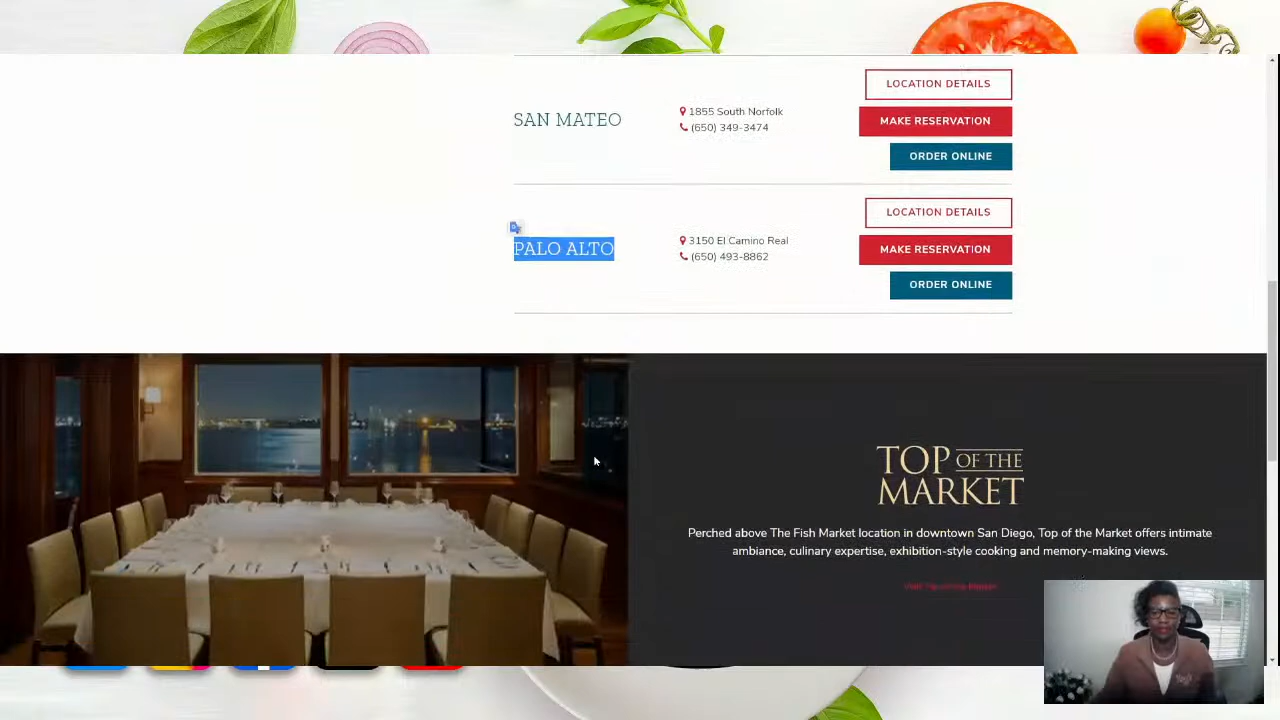 LOCATION DETAILS
SAN MATEO
1855 South Norfolk
(650) 349-3474
MAKE RESERVATION
ORDER ONLINE
LOCATION DETAILS
PALO ALTO
3150 El Camino Real
(650) 493-8862
MAKE RESERVATION
ORDER ONLINE
TOP OF THE
MARKET
Perched above The Fish Market location in downtown San Diego, Top of the Market offers intimate
ambiance, culinary expertise, exhibition-style cooking and memory-making views.